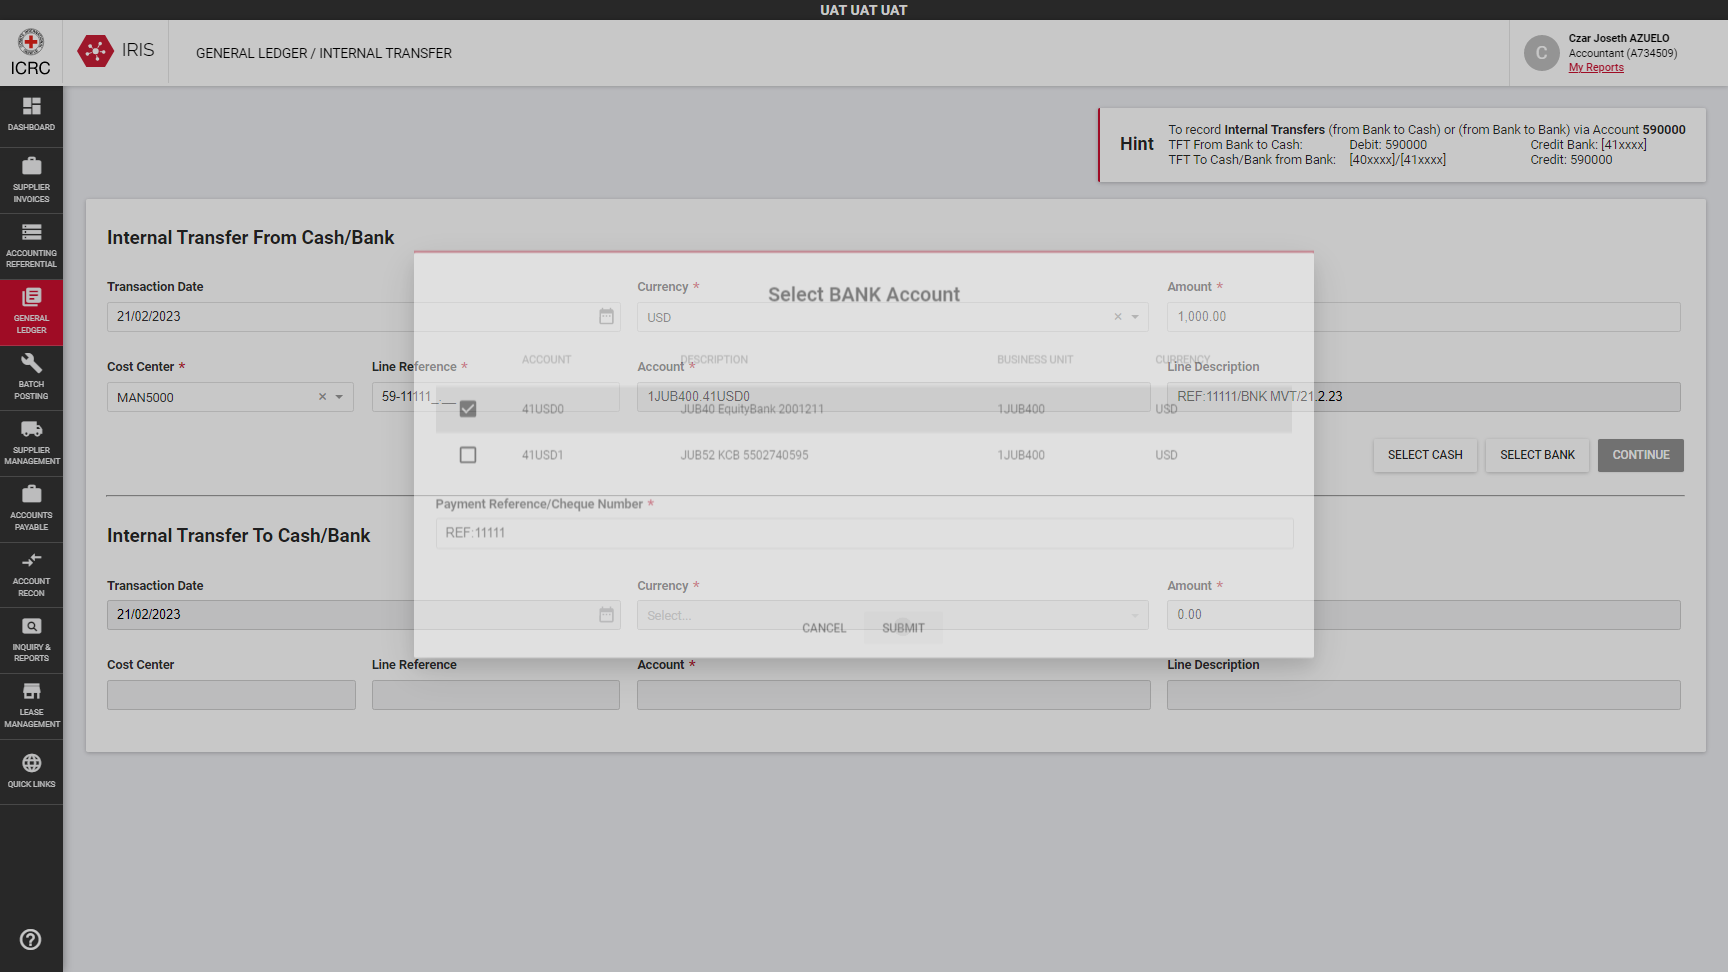 UAT UAT UAT
ICRC
IRIS
GENERAL LEDGER / INTERNAL TRANSFER
C
Czar Joseth AZUELO
Accountant (A734509)
My Reports
DASHBOARD
SUPPLIER
INVOICES
ACCOUNTING
REFERENTIAL
GENERAL
LEDGER
BATCH
POSTING
SUPPLIER
MANAGEMENT
ACCOUNTS
PAYABLE
ACCOUNT
RECON
INQUIRY &
REPORTS
LEASE
MANAGEMENT
QUICK LINKS
Hint
To record Internal Transfers (from Bank to Cash) or (from Bank to Bank) via Account 590000
TFT From Bank to Cash: Debit: 590000 Credit Bank: [41xxxx]
TFT To Cash/Bank from Bank: [40xxxx]/[41xxxx] Credit: 590000
Internal Transfer From Cash/Bank
Transaction Date Currency * Amount *
21/02/2023 USD 1,000.00
Cost Center * Line Reference * Account * Line Description
MAN5000 59-11111_.__ 1JUB400.41USD0 REF:11111/BNK MVT/21.2.23
SELECT CASH SELECT BANK CONTINUE
Select BANK Account
ACCOUNT DESCRIPTION BUSINESS UNIT CURRENCY
41USD0 JUB40 EquityBank 2001211 1JUB400 USD
41USD1 JUB52 KCB 5502740595 1JUB400 USD
Payment Reference/Cheque Number *
REF:11111
CANCEL SUBMIT
Internal Transfer To Cash/Bank
Transaction Date Currency * Amount *
21/02/2023 Select... 0.00
Cost Center Line Reference Account * Line Description